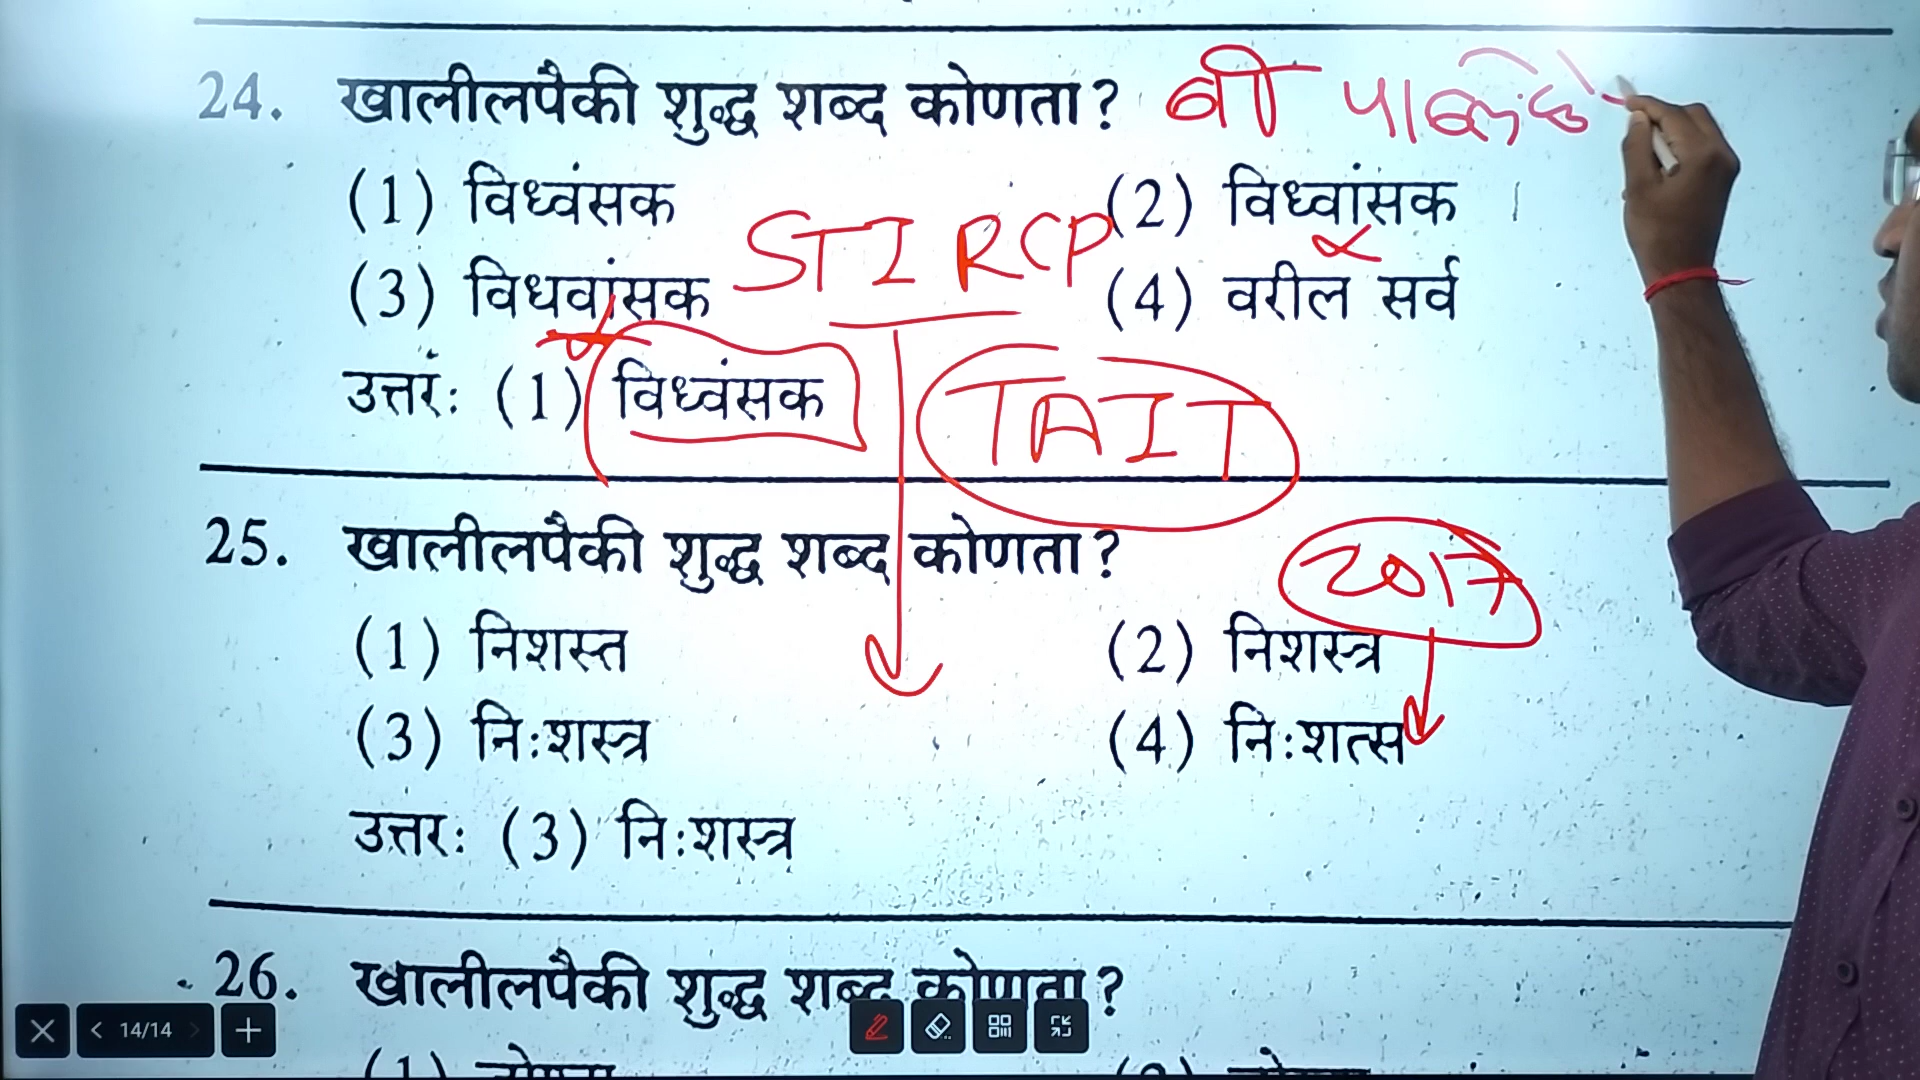 24. खालीलपैकी शुद्ध शब्द कोणता?
(1) विध्वंसक (2) विध्वांसक
STI RCP
(3) विधवांसक (4) वरील सर्व
उत्तरं: (1) विध्वंसक
TAIT
25. खालीलपैकी शुद्ध शब्द कोणता?
2017
(1) निशस्त (2) निशस्त्र
(3) नि:शस्त्र (4) नि:शत्स
उत्तर: (3) नि:शस्त्र
26. खालीलपैकी शुद्ध शब्द कोणता?
14/14